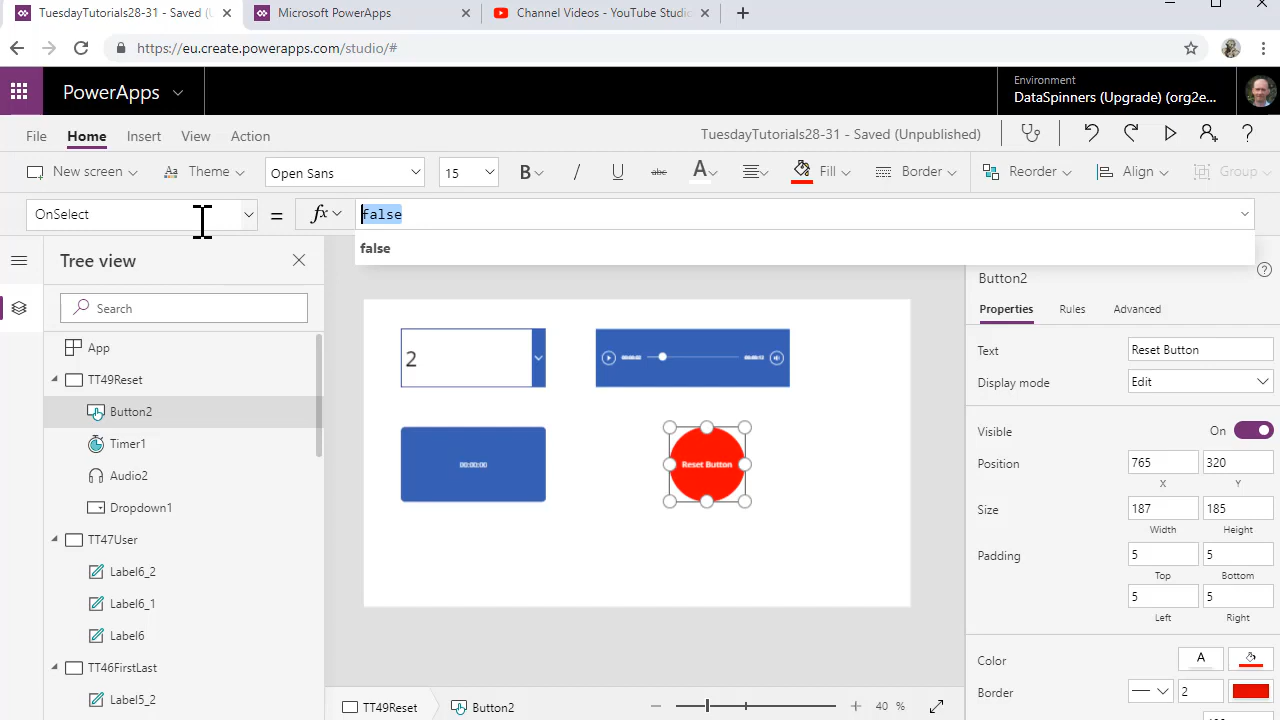 TuesdayTutorials28-31 - Saved (
Microsoft PowerApps
Channel Videos - YouTube Studio
https://eu.create.powerapps.com/studio/#
PowerApps
Environment
DataSpinners (Upgrade) (org2e...
File
Home
Insert
View
Action
TuesdayTutorials28-31 - Saved (Unpublished)
New screen
Theme
Open Sans
15
B
/
U
abc
A
Fill
Border
Reorder
Align
Group
OnSelect
=
fx
false
false
Tree view
Search
App
TT49Reset
Button2
Timer1
Audio2
Dropdown1
TT47User
Label6_2
Label6_1
Label6
TT46FirstLast
Label5_2
2
00:00:00
Reset Button
TT49Reset
Button2
40 %
Button2
Properties
Rules
Advanced
Text
Reset Button
Display mode
Edit
Visible
On
Position
765
320
X
Y
Size
187
185
Width
Height
Padding
5
5
Top
Bottom
5
5
Left
Right
Color
A
Border
2